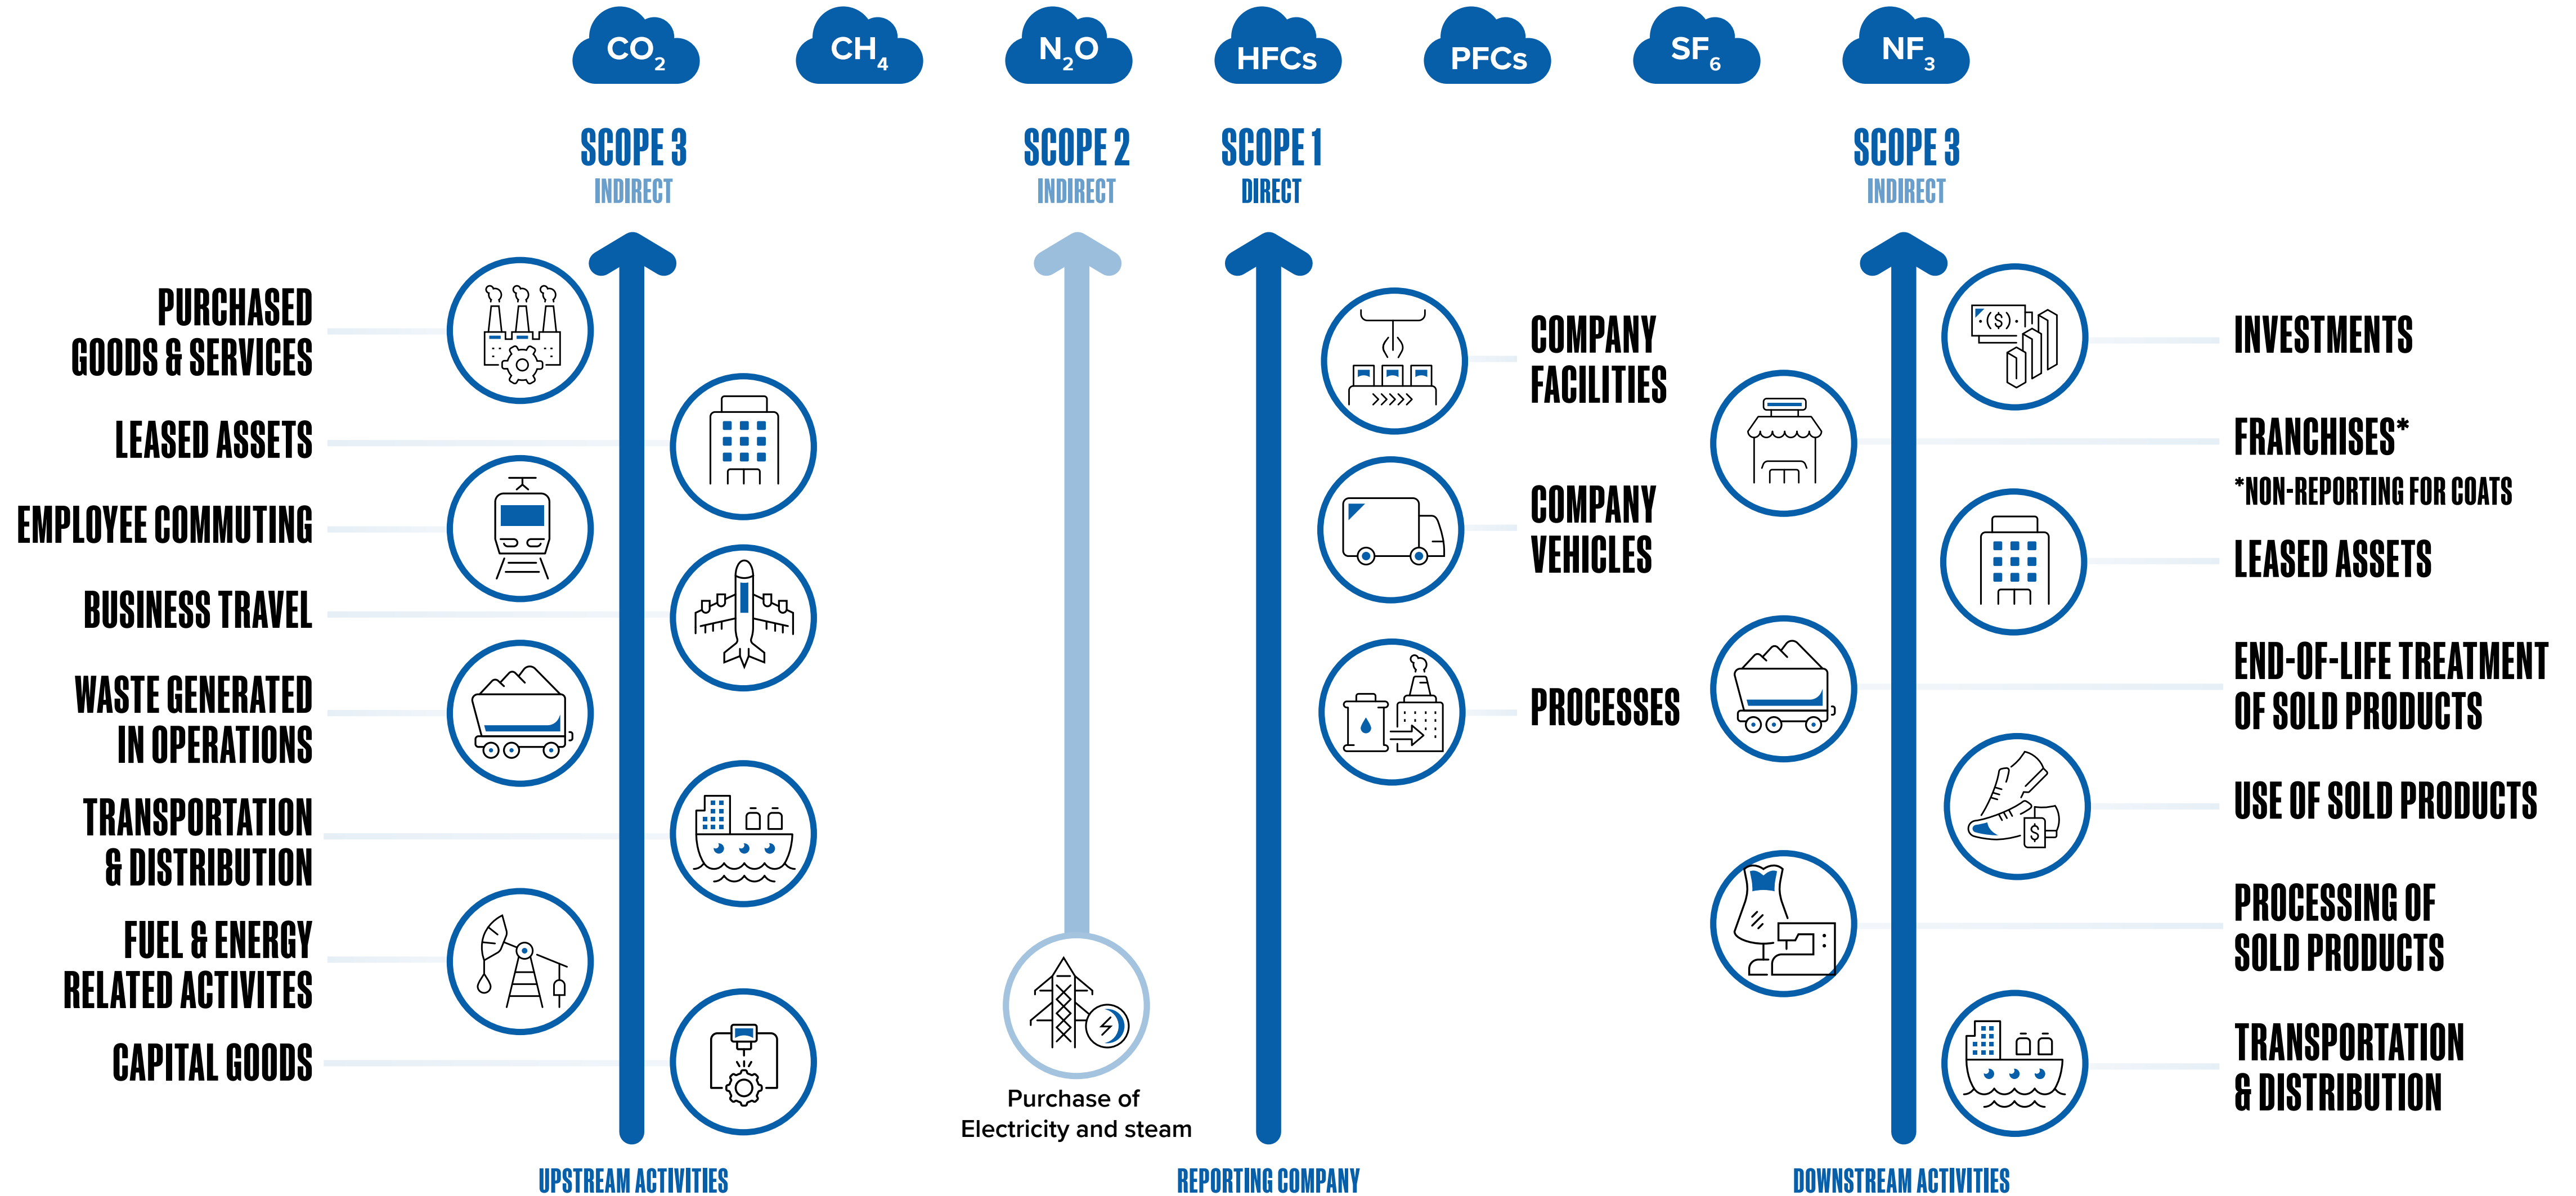 CO2
CH4
N2O
HFCs
PFCs
SF6
NF3
SCOPE 3
INDIRECT
SCOPE 2
INDIRECT
SCOPE 1
DIRECT
SCOPE 3
INDIRECT
PURCHASED
GOODS & SERVICES
LEASED ASSETS
EMPLOYEE COMMUTING
BUSINESS TRAVEL
WASTE GENERATED
IN OPERATIONS
TRANSPORTATION
& DISTRIBUTION
FUEL & ENERGY
RELATED ACTIVITES
CAPITAL GOODS
UPSTREAM ACTIVITIES
Purchase of
Electricity and steam
COMPANY
FACILITIES
COMPANY
VEHICLES
PROCESSES
REPORTING COMPANY
INVESTMENTS
FRANCHISES*
*NON-REPORTING FOR COATS
LEASED ASSETS
END-OF-LIFE TREATMENT
OF SOLD PRODUCTS
USE OF SOLD PRODUCTS
PROCESSING OF
SOLD PRODUCTS
TRANSPORTATION
& DISTRIBUTION
DOWNSTREAM ACTIVITIES
($)
$